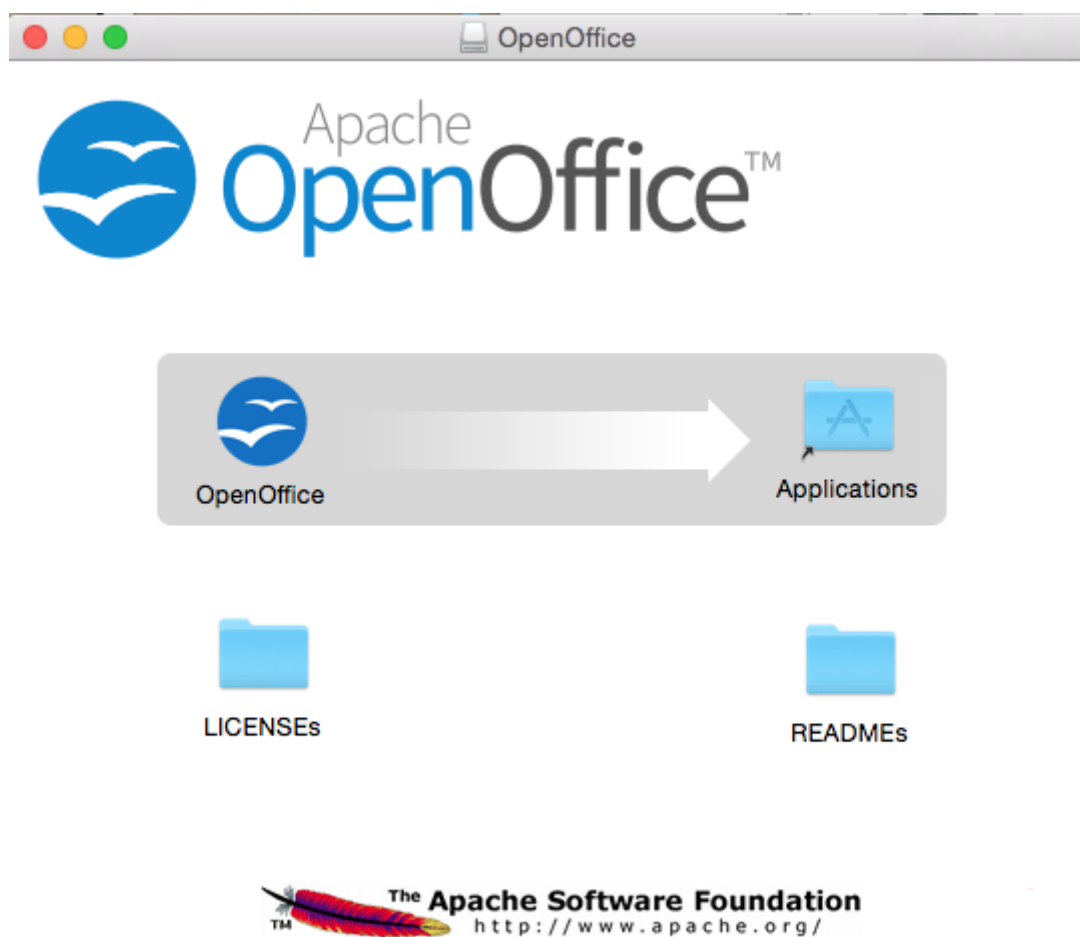 OpenOffice
Apache
OpenOffice™
OpenOffice
Applications
LICENSEs
READMEs
The Apache Software Foundation
TM
http://www.apache.org/